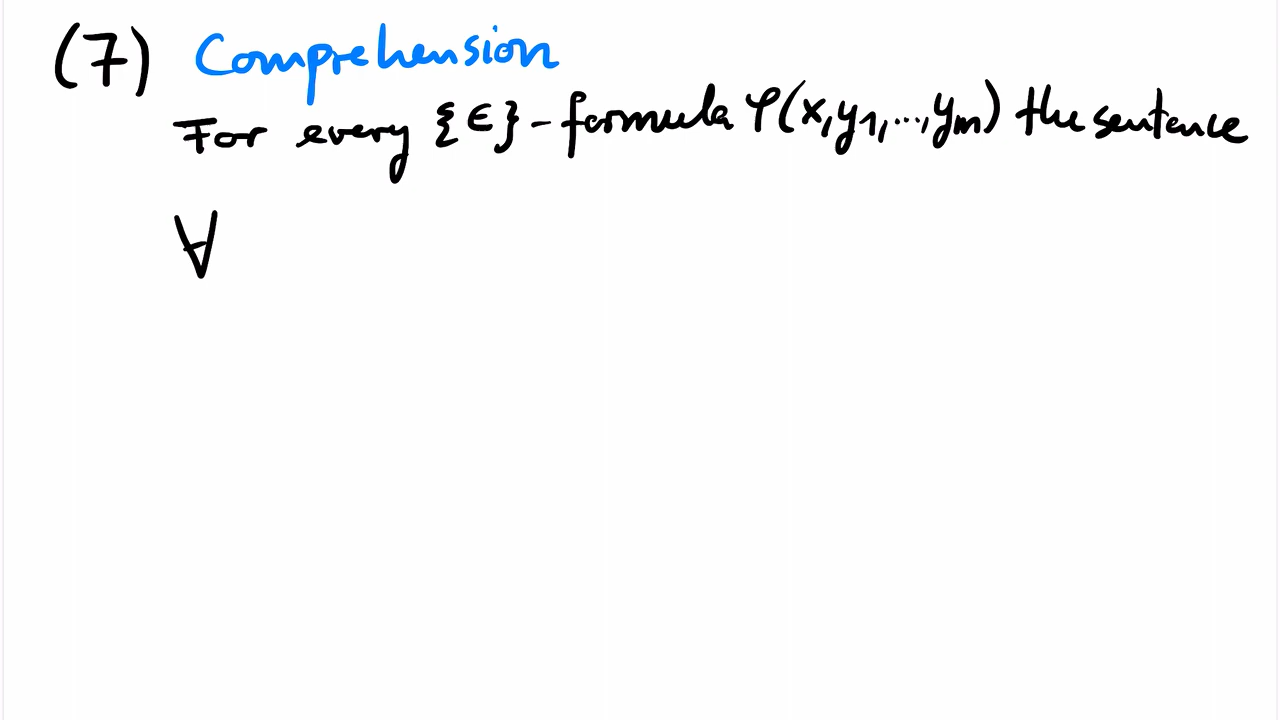 (7) Comprehension
For every {∈}-formula φ(x,y1,...,ym) the sentence
∀